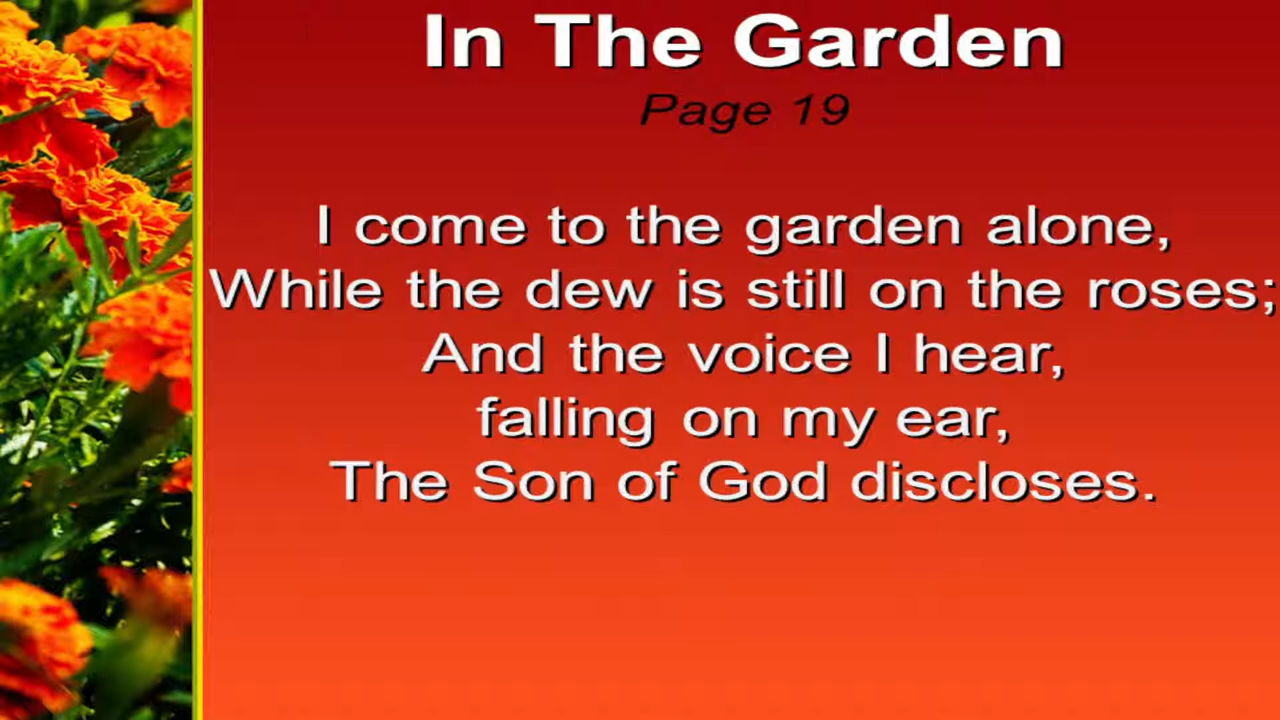 In The Garden
Page 19
I come to the garden alone,
While the dew is still on the roses;
And the voice I hear,
falling on my ear,
The Son of God discloses.